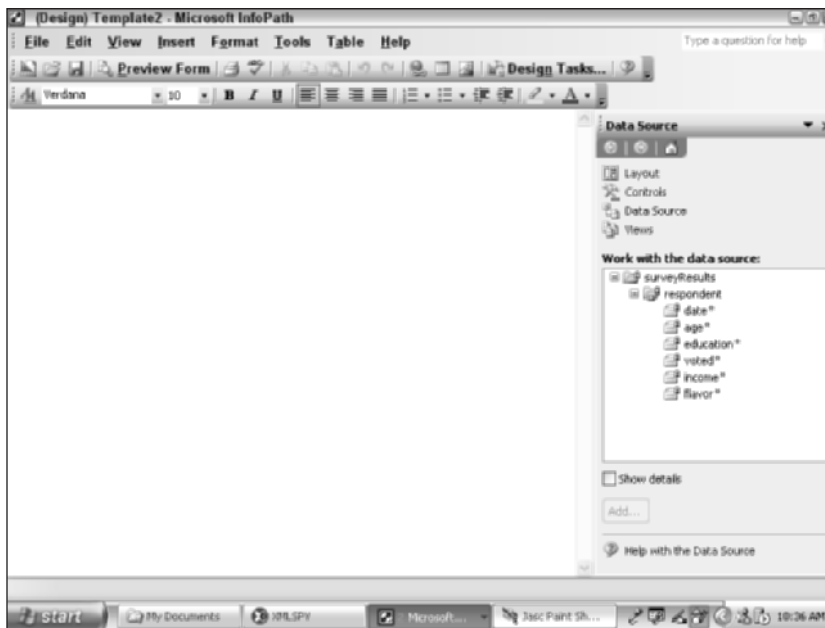 (Design) Template2 - Microsoft InfoPath
File Edit View Insert Format Tools Table Help
Type a question for help
Preview Form Design Tasks...
Verdana 10 B I U A
Data Source
Layout
Controls
Data Source
Views
Work with the data source:
surveyResults
respondent
date*
age*
education*
voted*
income*
flavor*
Show details
Add...
Help with the Data Source
start My Documents XMLSPY Microsoft... Jasc Paint Sh... 10:36 AM